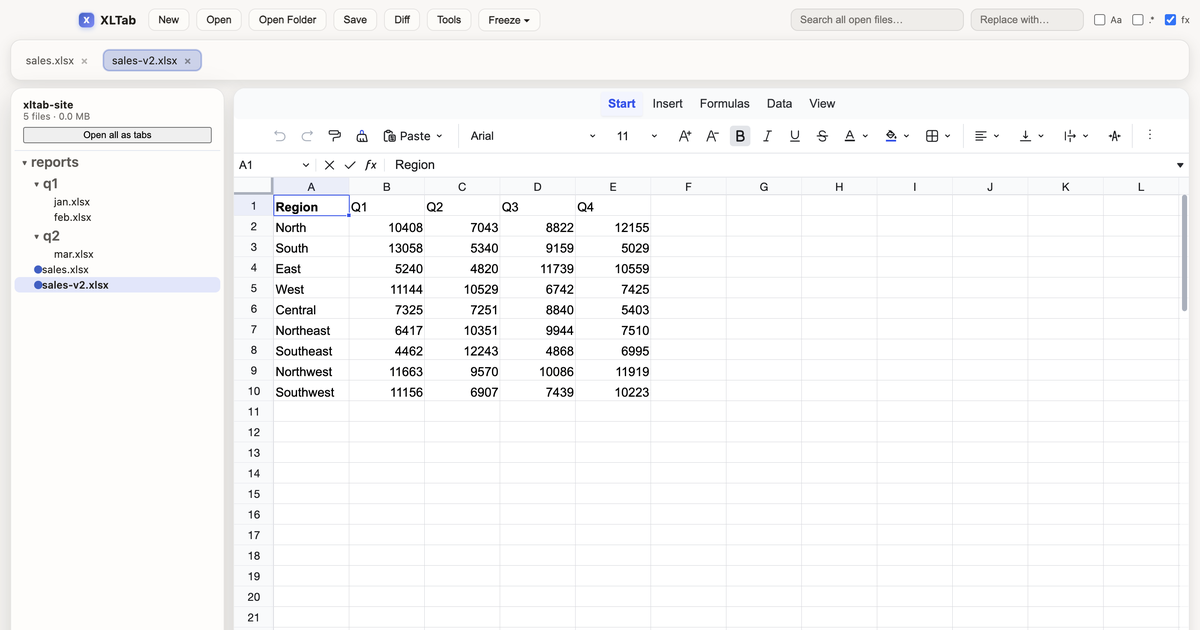 XLTab New Open Open Folder Save Diff Tools Freeze Search all open files... Replace with... Aa .* fx
sales.xlsx × sales-v2.xlsx ×
xltab-site
5 files · 0.0 MB
Open all as tabs
reports
q1
jan.xlsx
feb.xlsx
q2
mar.xlsx
sales.xlsx
sales-v2.xlsx
Start Insert Formulas Data View
Paste Arial 11 A+ A- B I U S A
A1 fx Region
A B C D E F G H I J K L
1 Region Q1 Q2 Q3 Q4
2 North 10408 7043 8822 12155
3 South 13058 5340 9159 5029
4 East 5240 4820 11739 10559
5 West 11144 10529 6742 7425
6 Central 7325 7251 8840 5403
7 Northeast 6417 10351 9944 7510
8 Southeast 4462 12243 4868 6995
9 Northwest 11663 9570 10086 11919
10 Southwest 11156 6907 7439 10223
11
12
13
14
15
16
17
18
19
20
21